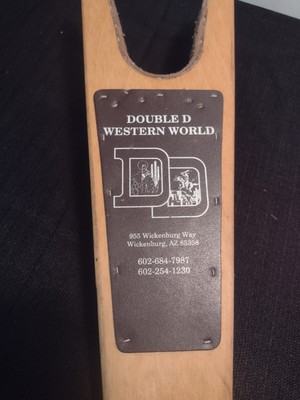 DOUBLE D
WESTERN WORLD
DD
955 Wickenburg Way
Wickenburg, AZ 85358
602-684-7987
602-254-1230